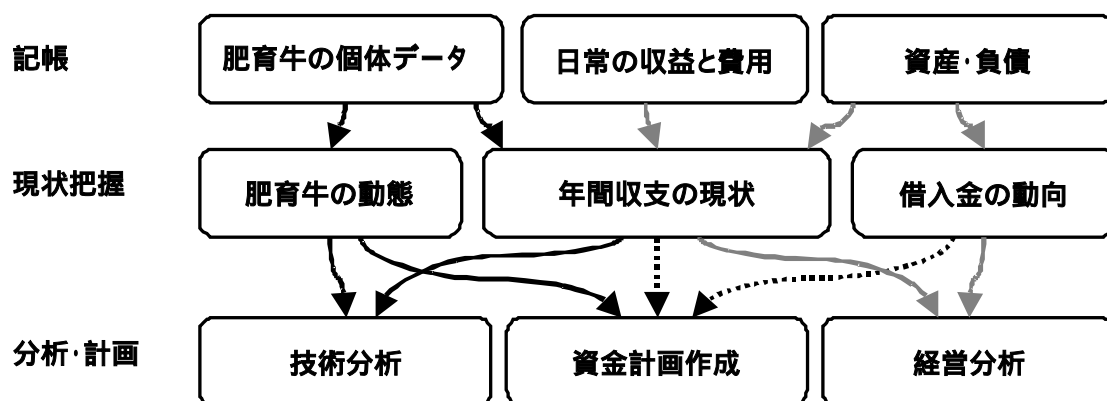 記帳
肥育牛の個体データ
日常の収益と費用
資産・負債
現状把握
肥育牛の動態
年間収支の現状
借入金の動向
分析・計画
技術分析
資金計画作成
経営分析